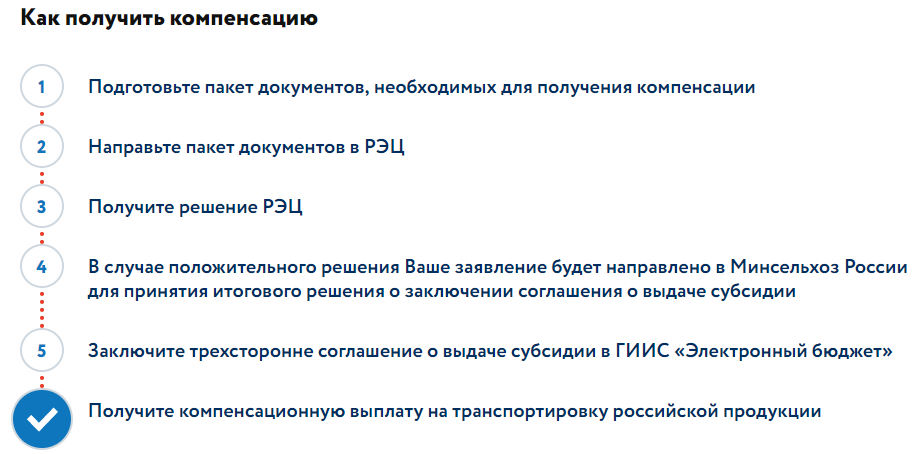 Как получить компенсацию
1 Подготовьте пакет документов, необходимых для получения компенсации
2 Направьте пакет документов в РЭЦ
3 Получите решение РЭЦ
4 В случае положительного решения Ваше заявление будет направлено в Минсельхоз России
для принятия итогового решения о заключении соглашения о выдаче субсидии
5 Заключите трехсторонне соглашение о выдаче субсидии в ГИИС «Электронный бюджет»
Получите компенсационную выплату на транспортировку российской продукции